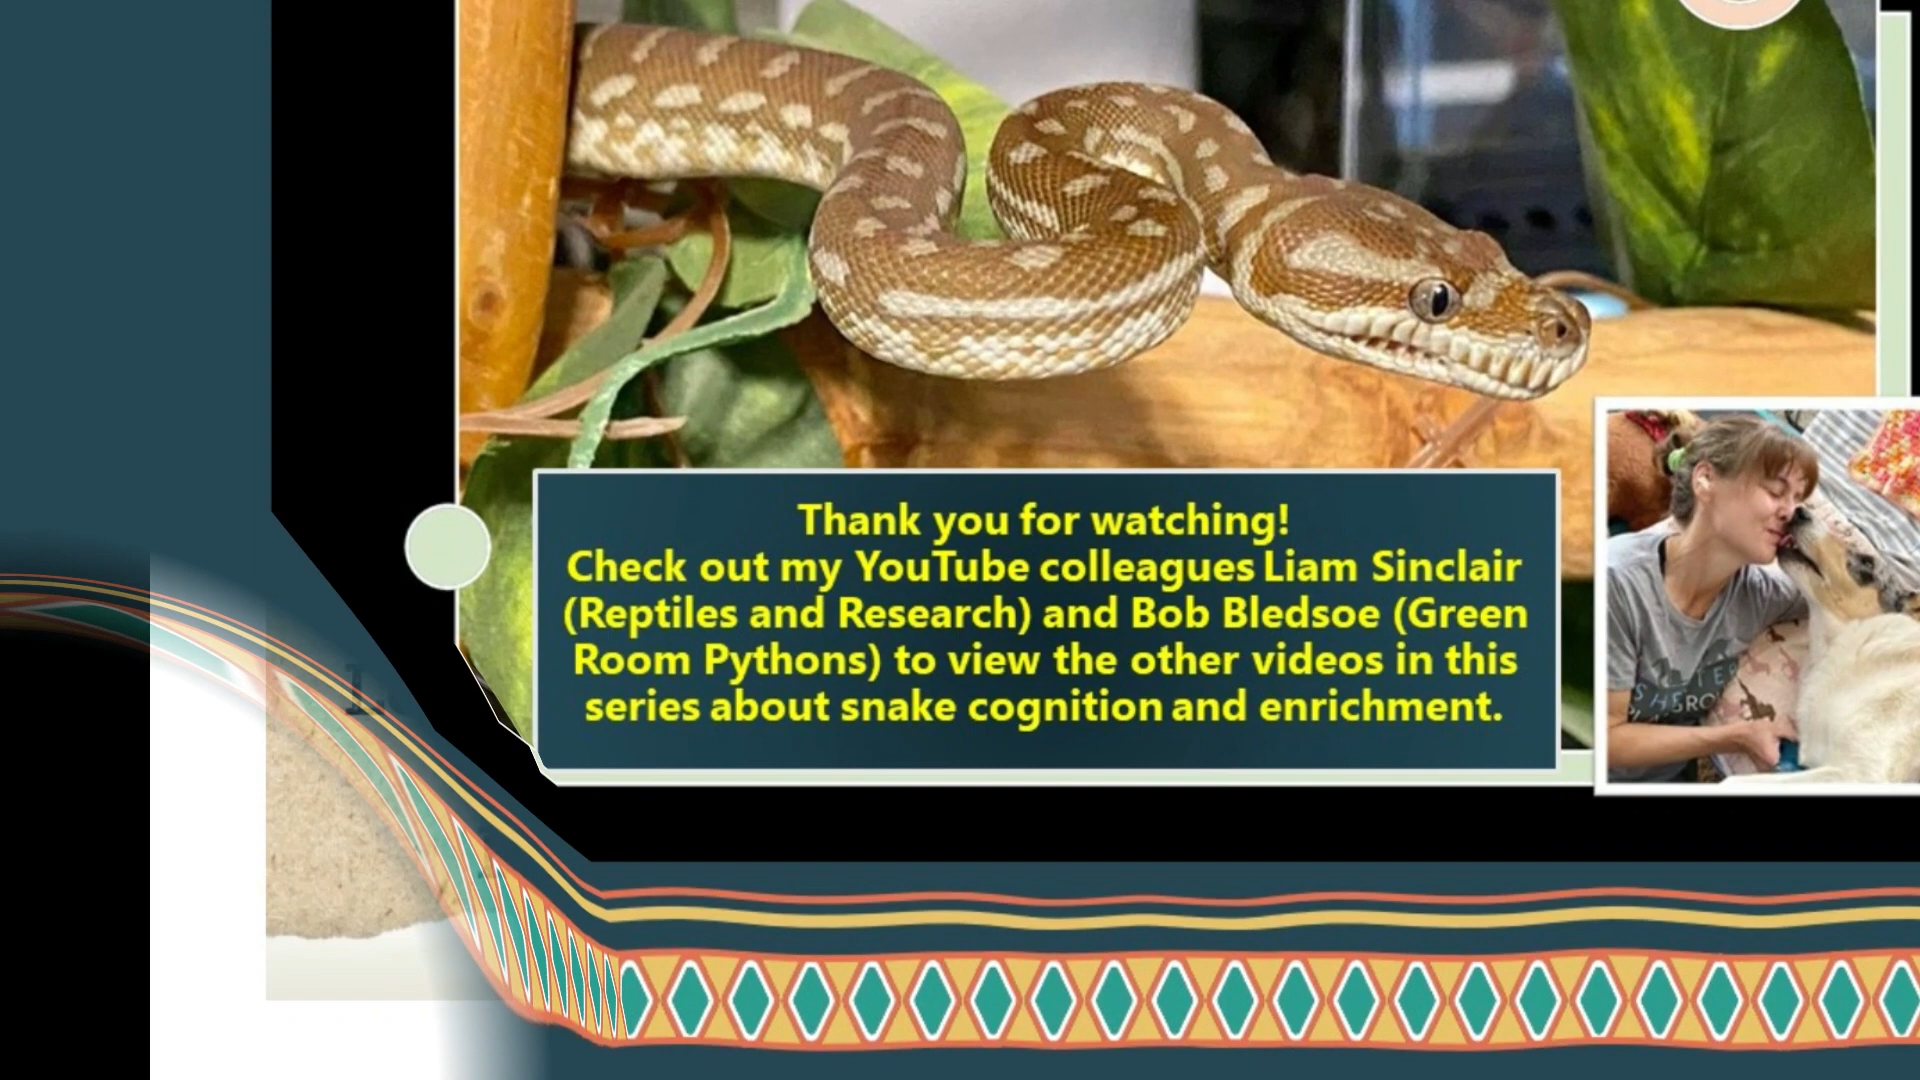 Thank you for watching!
Check out my YouTube colleagues Liam Sinclair
(Reptiles and Research) and Bob Bledsoe (Green
Room Pythons) to view the other videos in this
series about snake cognition and enrichment.